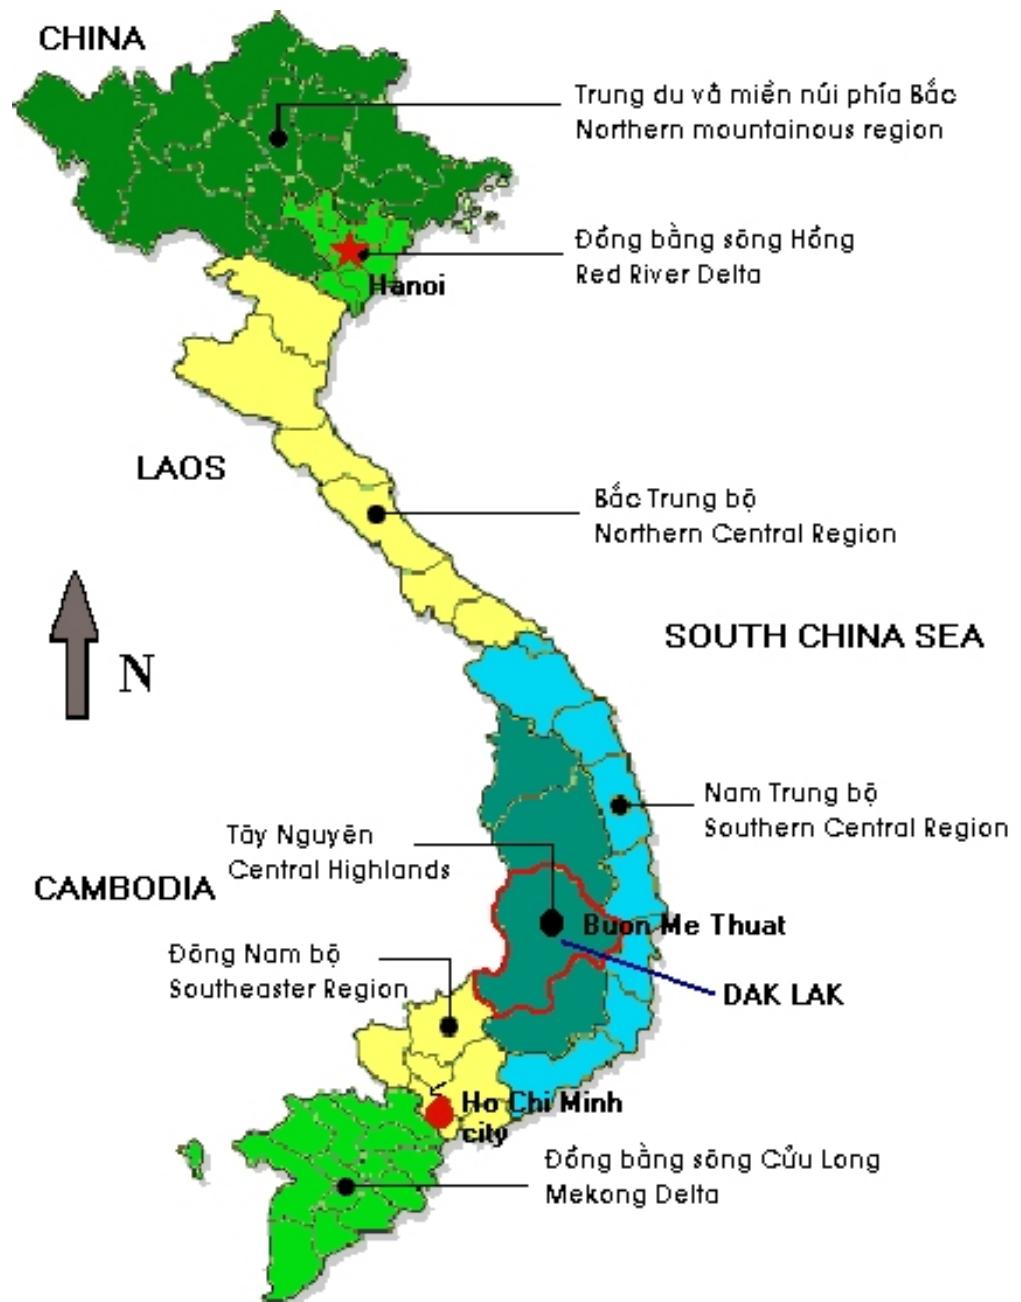 CHINA
Trung du vâ miền núi phía Bắc
Northern mountainous region
Đồng bằng sông Hồng
Red River Delta
Hanoi
LAOS
Bắc Trung bộ
Northern Central Region
SOUTH CHINA SEA
N
Nam Trung bộ
Southern Central Region
Tây Nguyên
Central Highlands
CAMBODIA
Buon Me Thuat
Đông Nam bộ
Southeaster Region
DAK LAK
Ho Chi Minh
city
Đồng bằng sông Cửu Long
Mekong Delta